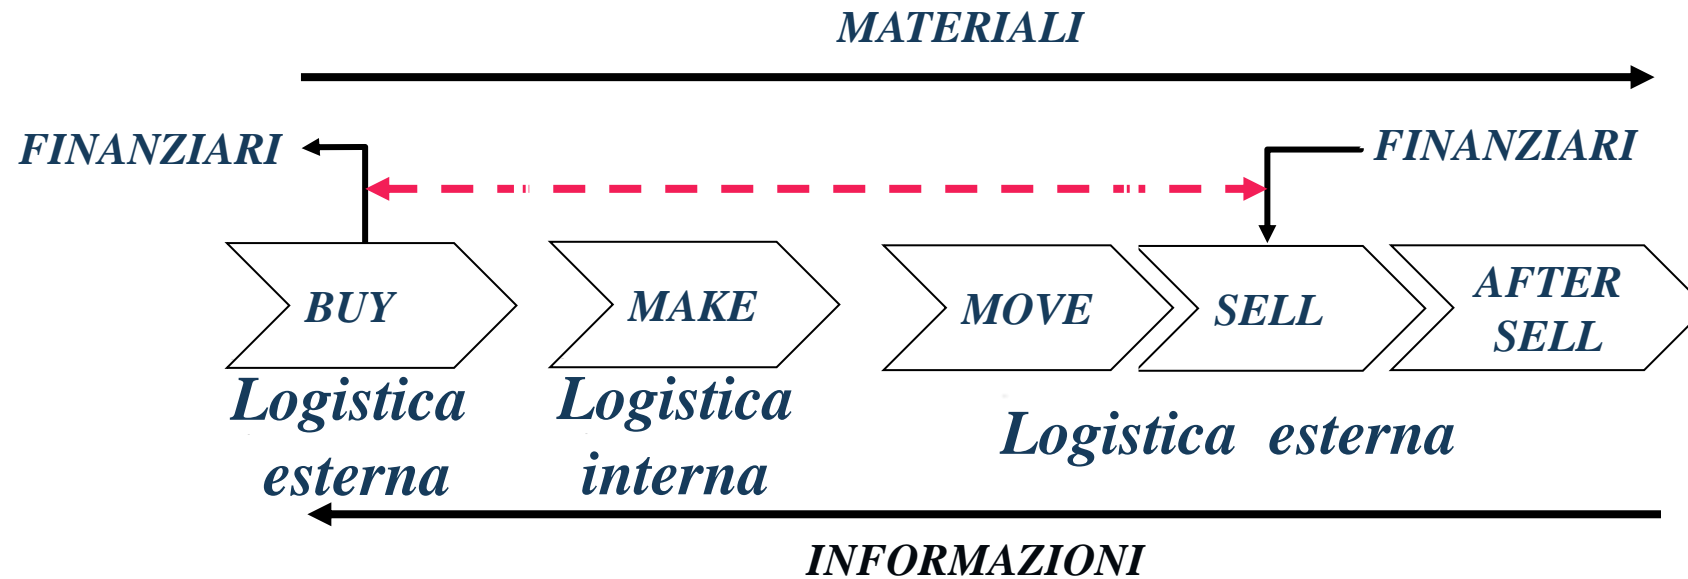 MATERIALI
FINANZIARI
FINANZIARI
BUY
MAKE
MOVE
SELL
AFTER
SELL
Logistica
esterna
Logistica
interna
Logistica esterna
INFORMAZIONI